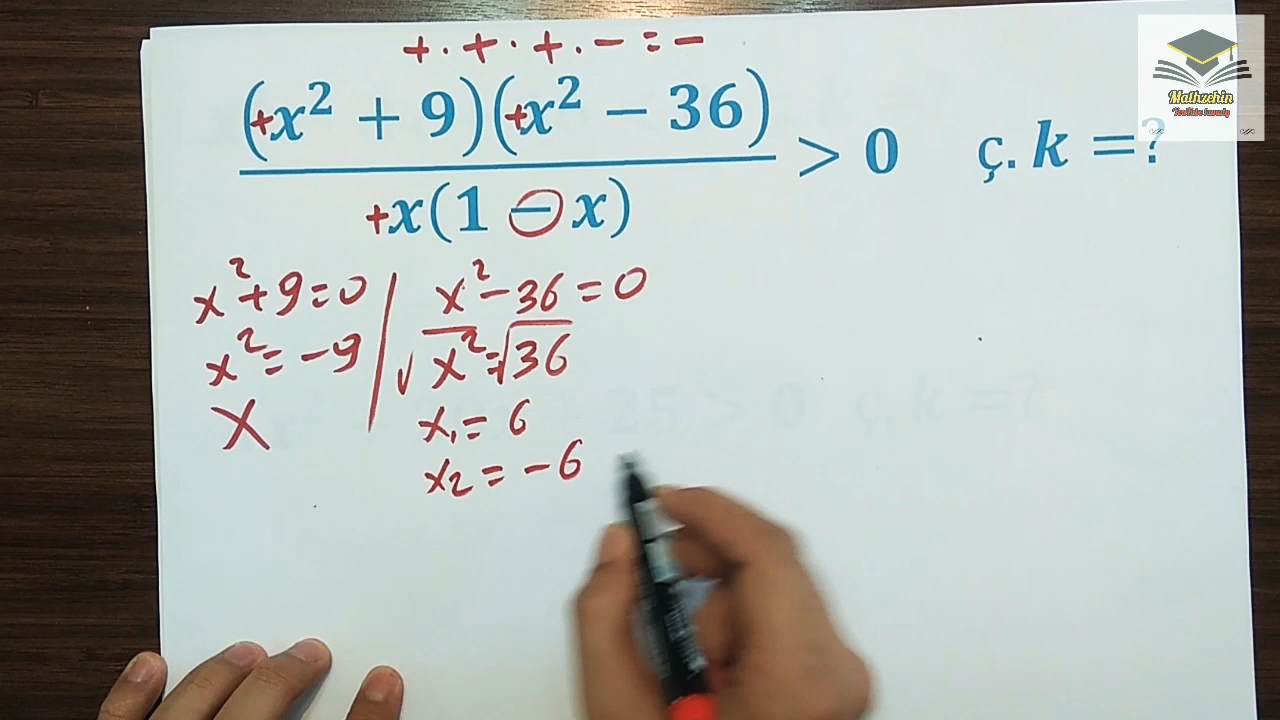 + · + · + · − = −
(+x² + 9)(+x² − 36)
+x(1 − x)
> 0 ç. k =?
x² + 9 = 0
x² = −9
X
x² − 36 = 0
√x² = √36
x₁ = 6
x₂ = −6
Mathzehin